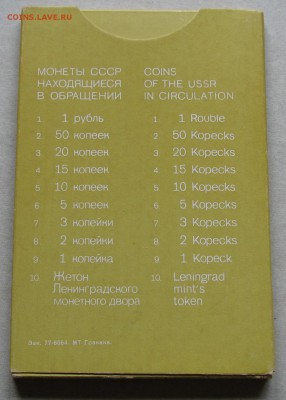 COINS.LAVE.RU
МОНЕТЫ СССР
НАХОДЯЩИЕСЯ
В ОБРАЩЕНИИ
1. 1 рубль
2. 50 копеек
3. 20 копеек
4. 15 копеек
5. 10 копеек
6. 5 копеек
7. 3 копейки
8. 2 копейки
9. 1 копейка
10. Жетон
Ленинградского
монетного двора
COINS
OF THE USSR
IN CIRCULATION
1. 1 Rouble
2. 50 Kopecks
3. 20 Kopecks
4. 15 Kopecks
5. 10 Kopecks
6. 5 Kopecks
7. 3 Kopecks
8. 2 Kopecks
9. 1 Kopeck
10. Leningrad
mint's
token
Зак. 77-6064